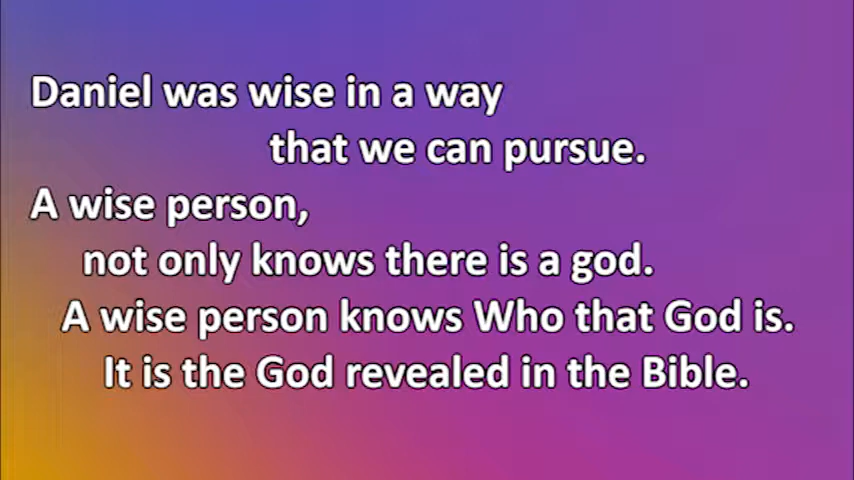 Daniel was wise in a way
that we can pursue.
A wise person,
not only knows there is a god.
A wise person knows Who that God is.
It is the God revealed in the Bible.